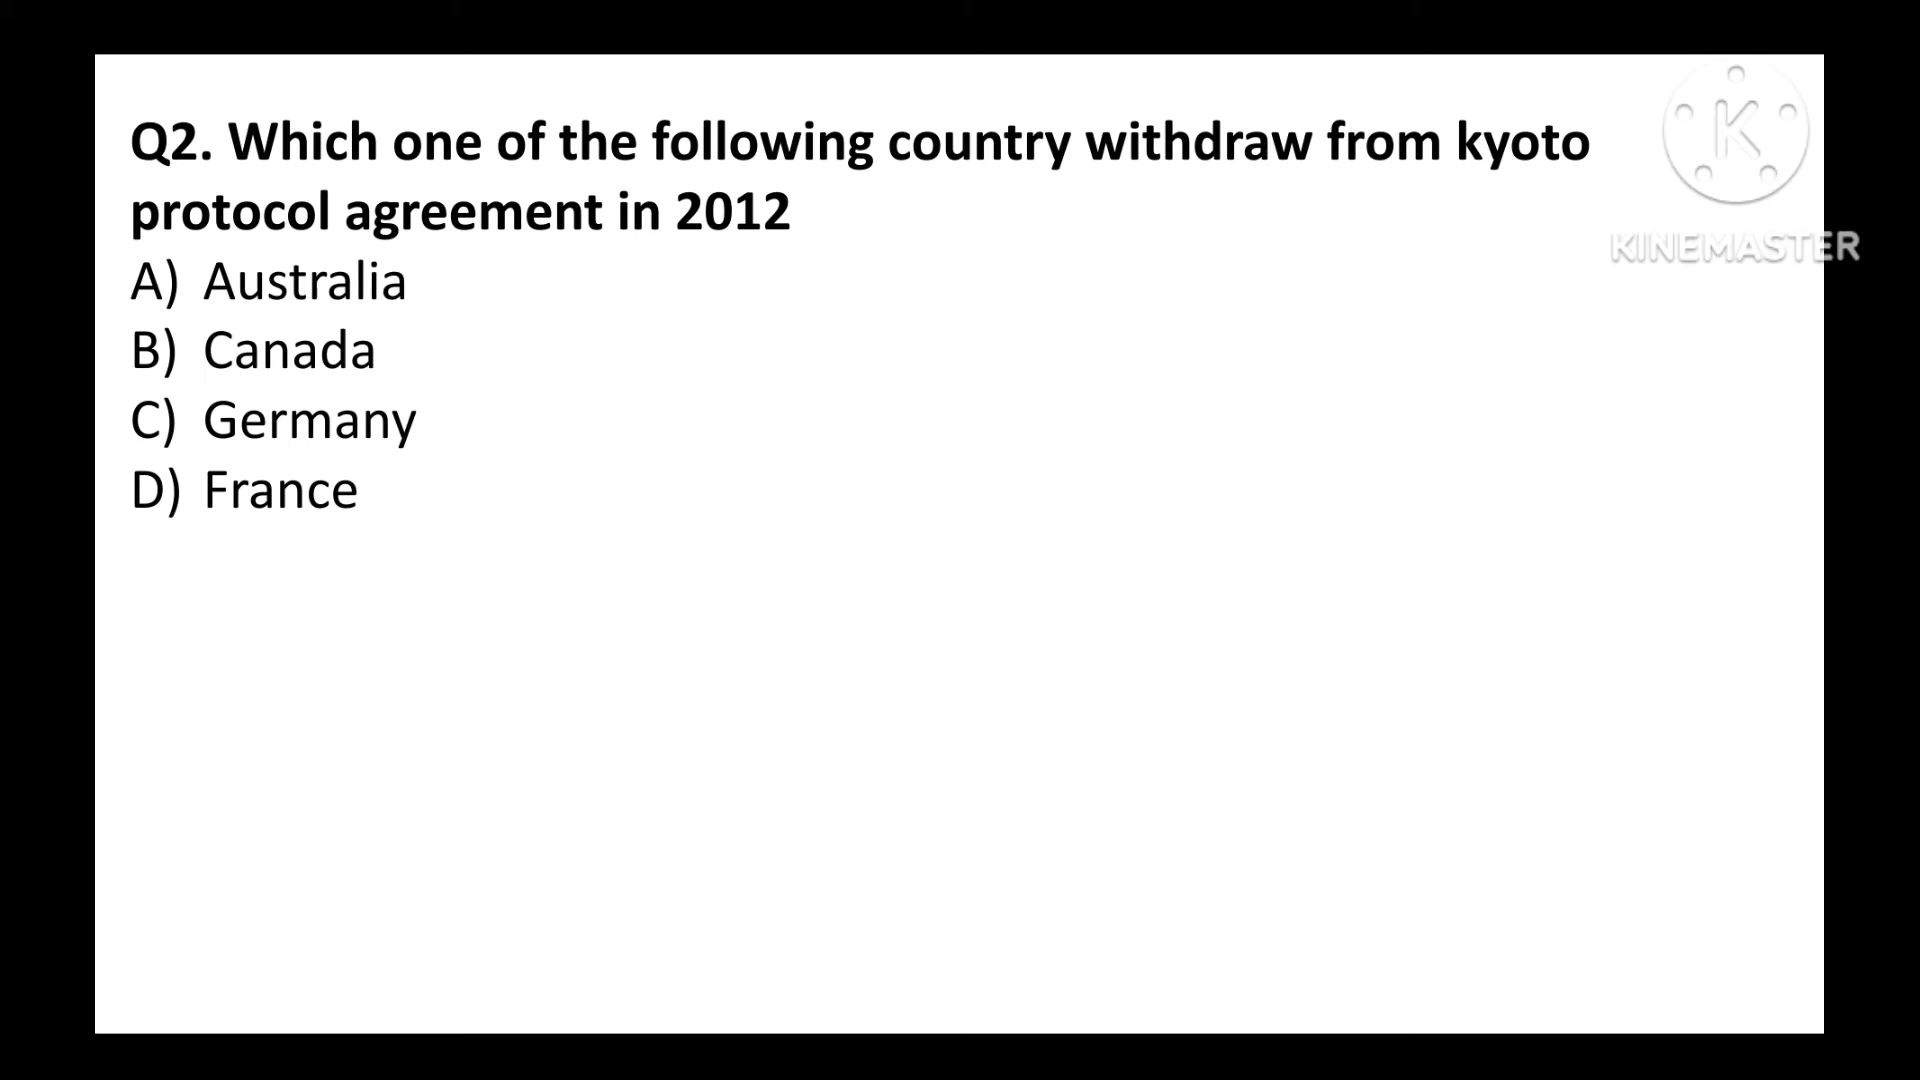 Q2. Which one of the following country withdraw from kyoto
protocol agreement in 2012
A) Australia
B) Canada
C) Germany
D) France
K
KINEMASTER